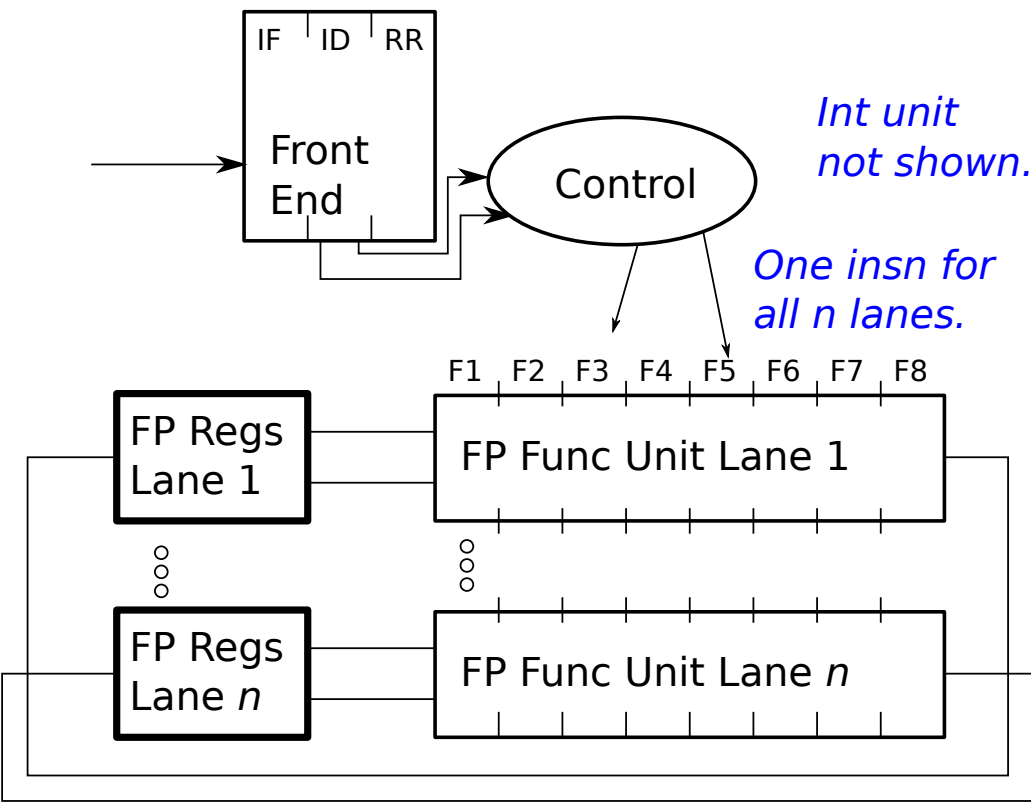 IF ID RR
Front
End
Control
Int unit
not shown.
One insn for
all n lanes.
F1 F2 F3 F4 F5 F6 F7 F8
FP Regs
Lane 1
FP Func Unit Lane 1
FP Regs
Lane n
FP Func Unit Lane n